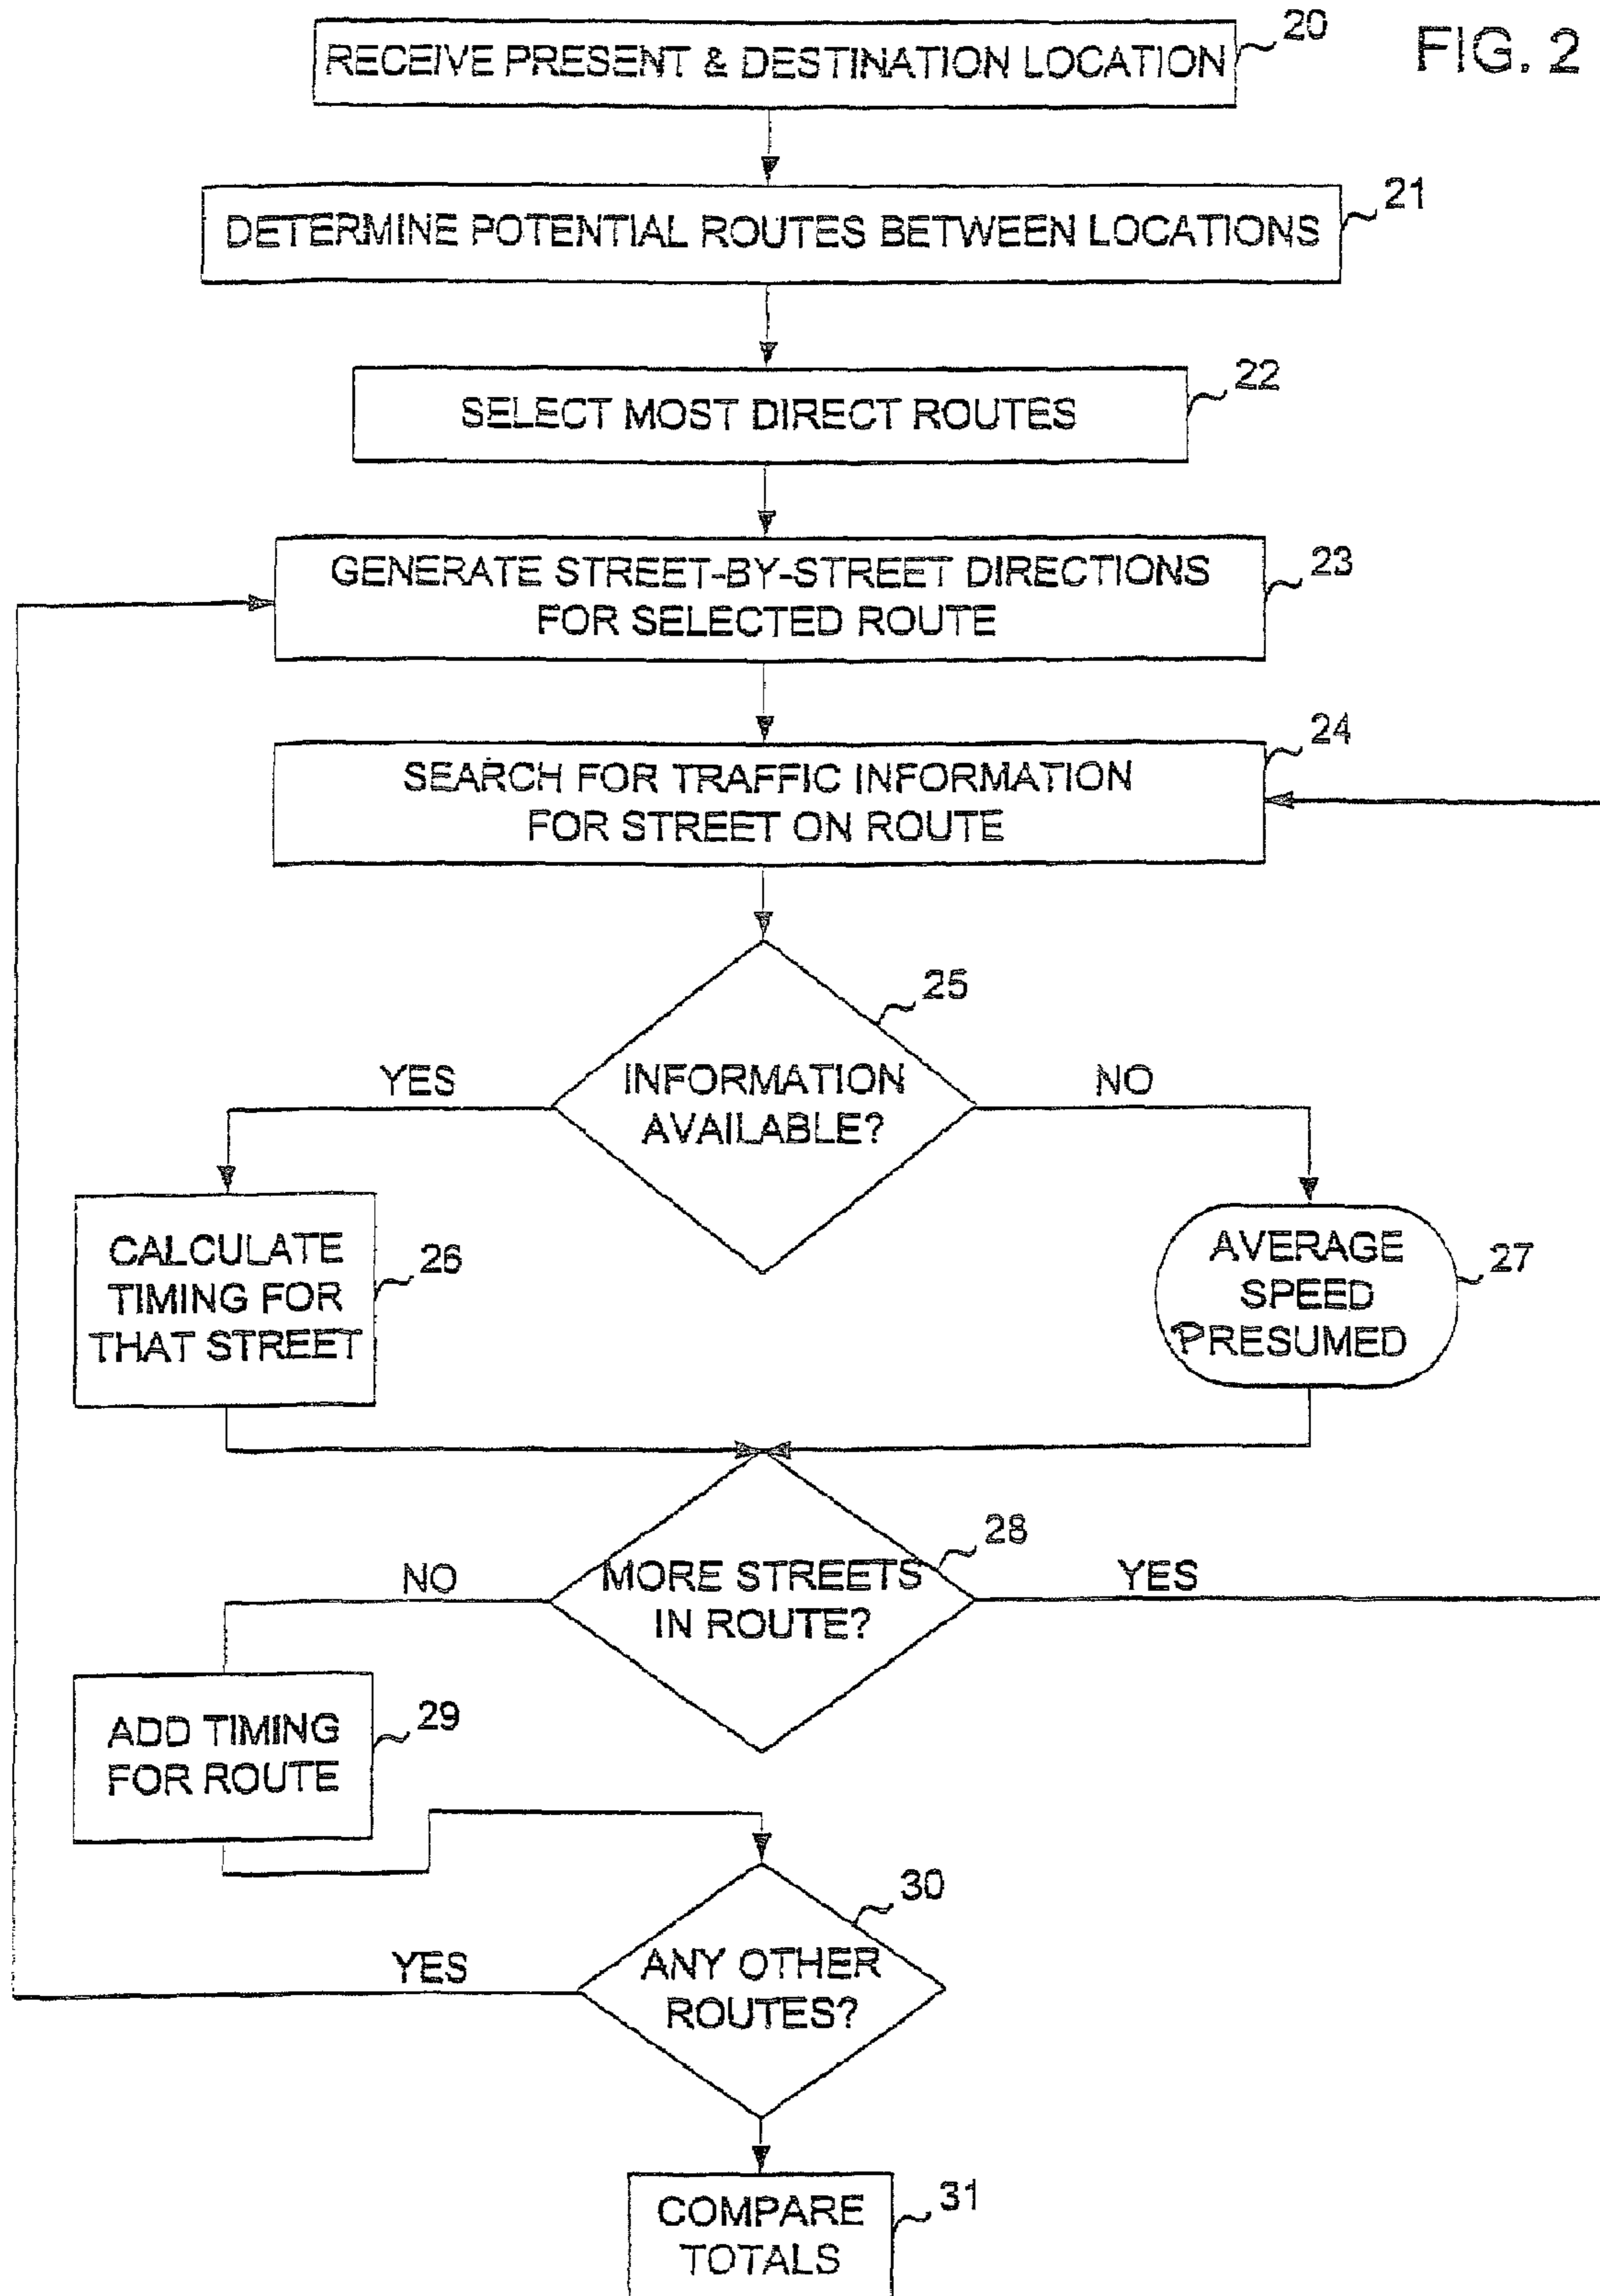 FIG. 2
RECEIVE PRESENT & DESTINATION LOCATION
20
DETERMINE POTENTIAL ROUTES BETWEEN LOCATIONS
21
SELECT MOST DIRECT ROUTES
22
GENERATE STREET-BY-STREET DIRECTIONS
FOR SELECTED ROUTE
23
SEARCH FOR TRAFFIC INFORMATION
FOR STREET ON ROUTE
24
INFORMATION
AVAILABLE?
25
YES
NO
CALCULATE
TIMING FOR
THAT STREET
26
AVERAGE
SPEED
PRESUMED
27
MORE STREETS
IN ROUTE?
28
NO
YES
ADD TIMING
FOR ROUTE
29
ANY OTHER
ROUTES?
30
YES
COMPARE
TOTALS
31